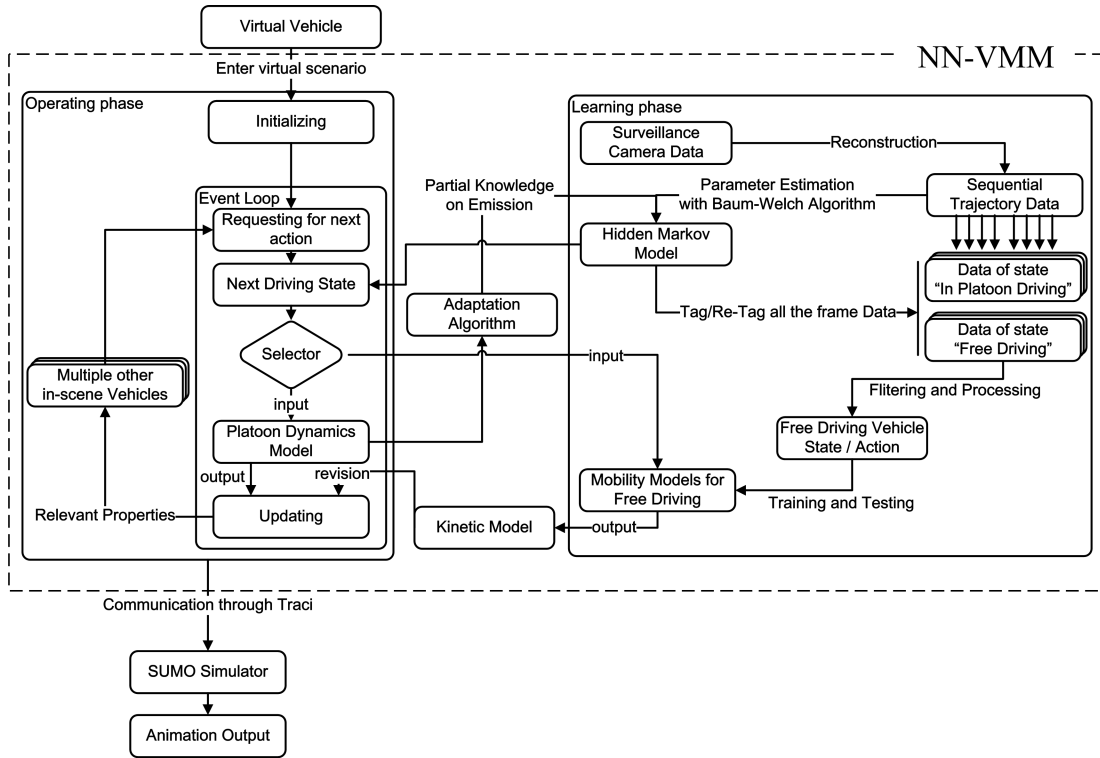 Virtual Vehicle
NN-VMM
Enter virtual scenario
Operating phase
Initializing
Event Loop
Requesting for next
action
Next Driving State
Selector
input
Platoon Dynamics
Model
output
revision
Updating
Multiple other
in-scene Vehicles
Relevant Properties
Partial Knowledge
on Emission
Adaptation
Algorithm
Kinetic Model
Learning phase
Surveillance
Camera Data
Reconstruction
Sequential
Trajectory Data
Parameter Estimation
with Baum-Welch Algorithm
Hidden Markov
Model
Data of state
“In Platoon Driving”
Tag/Re-Tag all the frame Data
Data of state
“Free Driving”
input
Flitering and Processing
Free Driving Vehicle
State / Action
Mobility Models for
Free Driving
Training and Testing
output
Communication through Traci
SUMO Simulator
Animation Output